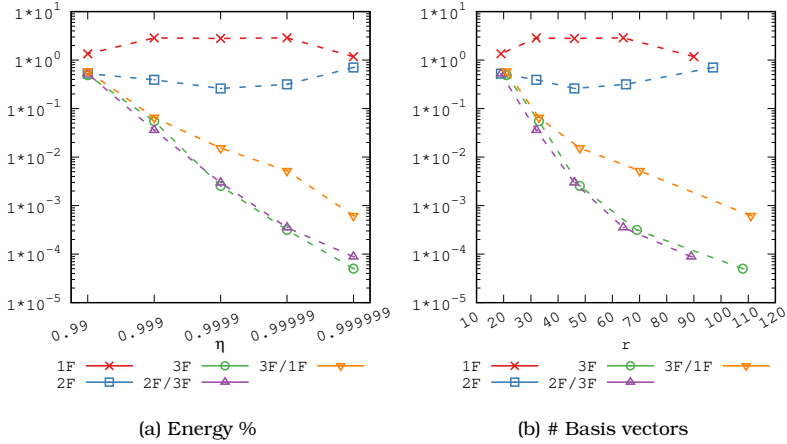 1*10^1
1*10^0
1*10^-1
1*10^-2
1*10^-3
1*10^-4
1*10^-5
0.99 0.999 0.9999 0.99999 0.999999
η
1F 3F 3F/1F
2F 2F/3F
(a) Energy %
1*10^1
1*10^0
1*10^-1
1*10^-2
1*10^-3
1*10^-4
1*10^-5
10 20 30 40 50 60 70 80 90 100 110 120
r
1F 3F 3F/1F
2F 2F/3F
(b) # Basis vectors